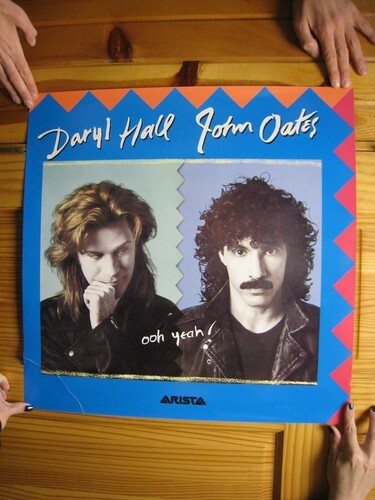 Daryl Hall John Oates
ooh yeah!
ARISTA